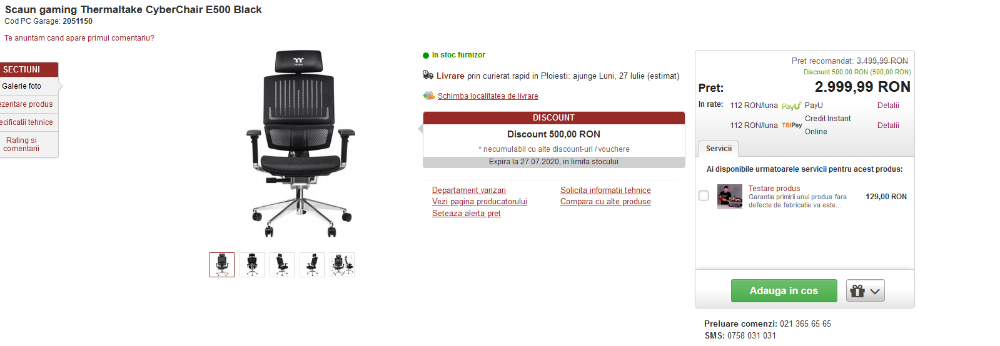 Scaun gaming Thermaltake CyberChair E500 Black
Cod PC Garage: 2051150
Te anuntam cand apare primul comentariu?
SECTIUNI
Galerie foto
ezentare produs
ecificatii tehnice
Rating si
comentarii
In stoc furnizor
Livrare prin curierat rapid in Ploiesti: ajunge Luni, 27 Iulie (estimat)
Schimba localitatea de livrare
DISCOUNT
Discount 500,00 RON
* necumulabil cu alte discount-uri / vouchere
Expira la 27.07.2020, in limita stocului
Departament vanzari
Solicita informatii tehnice
Vezi pagina producatorului
Compara cu alte produse
Seteaza alerta pret
Pret recomandat: 3.499,99 RON
Discount 500,00 RON (500,00 RON)
Pret: 2.999,99 RON
In rate: 112 RON/luna PayU PayU Detalii
Credit Instant
112 RON/luna TBIPay Detalii
Online
Servicii
Ai disponibile urmatoarele servicii pentru acest produs:
Testare produs
Garantia primirii unui produs fara
129,00 RON
defecte de fabricatie va este...
Adauga in cos
Preluare comenzi: 021 365 65 65
SMS: 0758 031 031